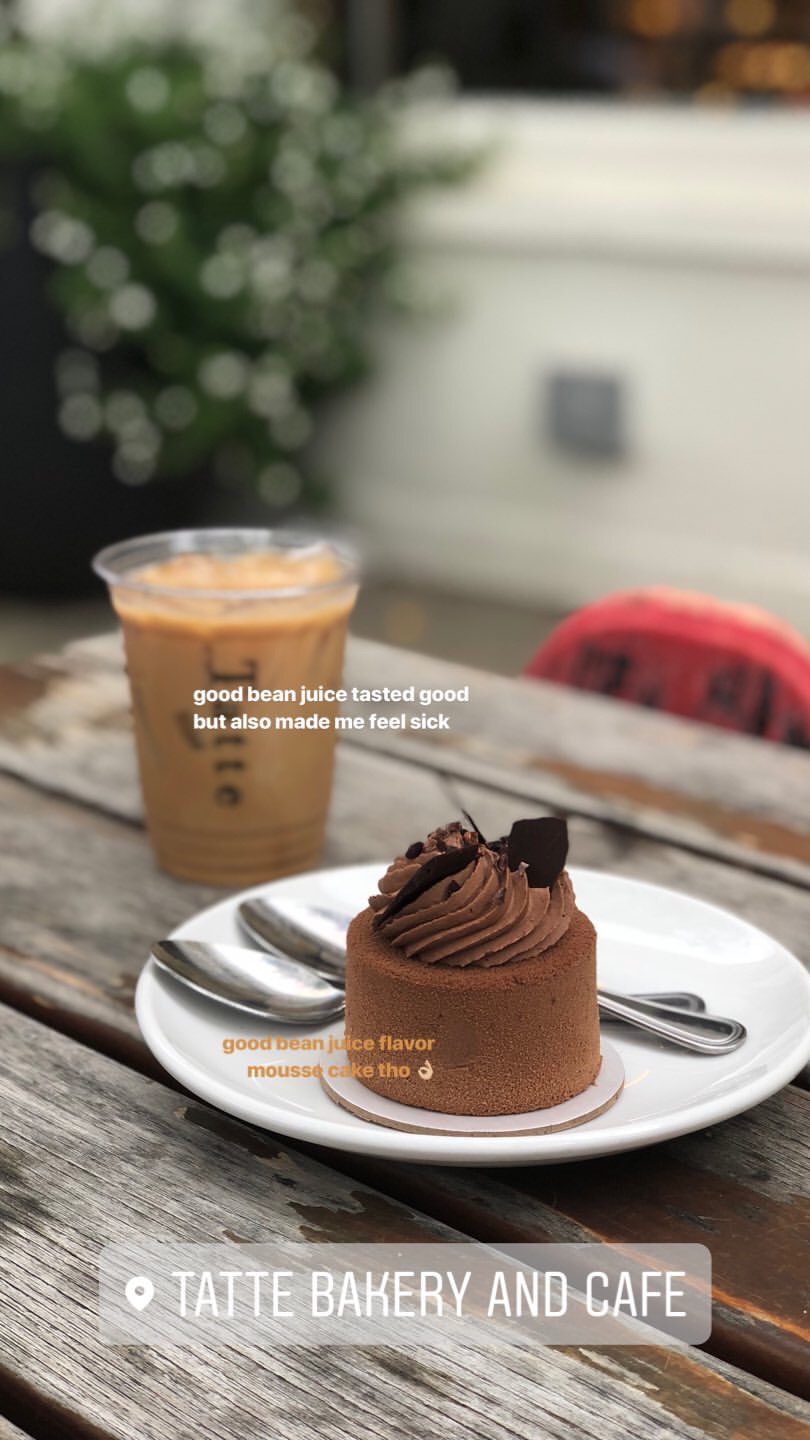 Tatte
good bean juice tasted good
but also made me feel sick
good bean juice flavor
mousse cake tho 👌🏼
TATTE BAKERY AND CAFE